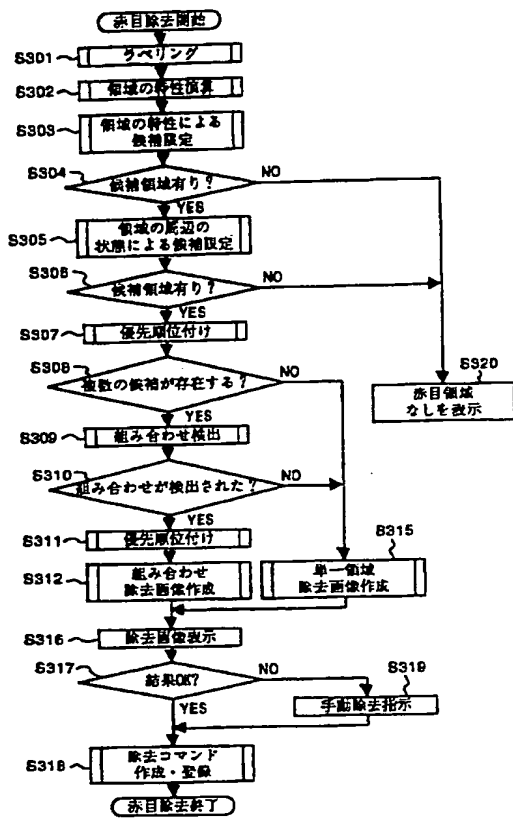 赤目除去開始
S301
ラベリング
S302
領域の特性演算
S303
領域の特性による
候補限定
S304
候補領域有り?
NO
YES
S305
領域の周辺の
状態による候補限定
S306
候補領域有り?
NO
YES
S307
優先順位付け
S308
複数の候補が存在する?
NO
YES
S320
赤目領域
なしを表示
S309
組み合わせ検出
S310
組み合わせが検出された?
NO
YES
S311
優先順位付け
S312
組み合わせ
除去画像作成
S315
単一領域
除去画像作成
S316
除去画像表示
S317
結果OK?
NO
YES
S319
手動除去指示
S318
除去コマンド
作成・登録
赤目除去終了